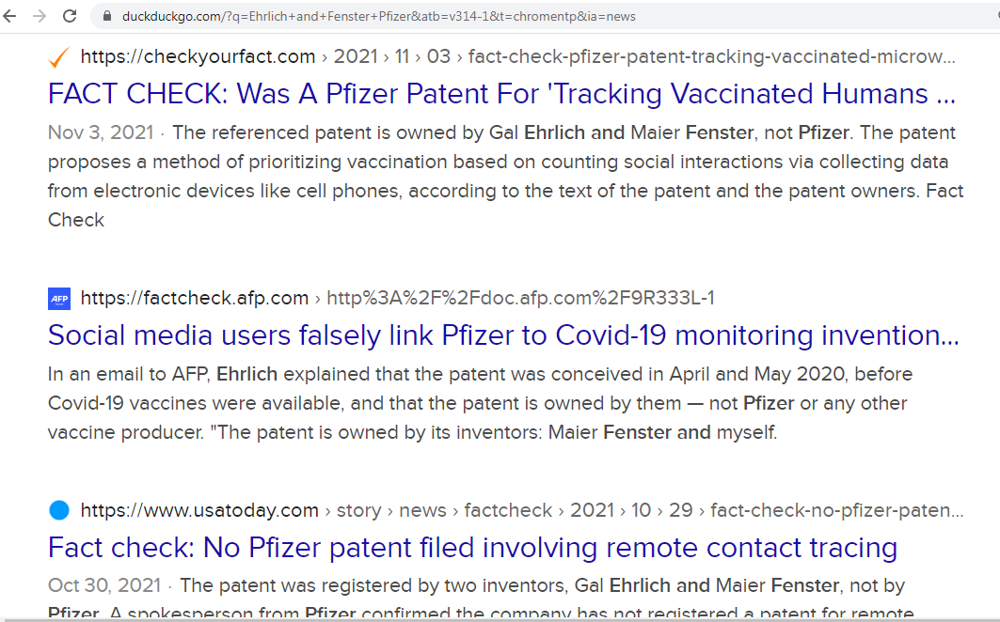 duckduckgo.com/?q=Ehrlich+and+Fenster+Pfizer&atb=v314-1&t=chromentp&ia=news
https://checkyourfact.com › 2021 › 11 › 03 › fact-check-pfizer-patent-tracking-vaccinated-microw...
FACT CHECK: Was A Pfizer Patent For 'Tracking Vaccinated Humans ...
Nov 3, 2021 · The referenced patent is owned by Gal Ehrlich and Maier Fenster, not Pfizer. The patent
proposes a method of prioritizing vaccination based on counting social interactions via collecting data
from electronic devices like cell phones, according to the text of the patent and the patent owners. Fact
Check
AFP
https://factcheck.afp.com › http%3A%2F%2Fdoc.afp.com%2F9R333L-1
Social media users falsely link Pfizer to Covid-19 monitoring invention...
In an email to AFP, Ehrlich explained that the patent was conceived in April and May 2020, before
Covid-19 vaccines were available, and that the patent is owned by them — not Pfizer or any other
vaccine producer. "The patent is owned by its inventors: Maier Fenster and myself.
https://www.usatoday.com › story › news › factcheck › 2021 › 10 › 29 › fact-check-no-pfizer-paten...
Fact check: No Pfizer patent filed involving remote contact tracing
Oct 30, 2021 · The patent was registered by two inventors, Gal Ehrlich and Maier Fenster, not by
Pfizer. A spokesperson from Pfizer confirmed the company has not registered a patent for remote